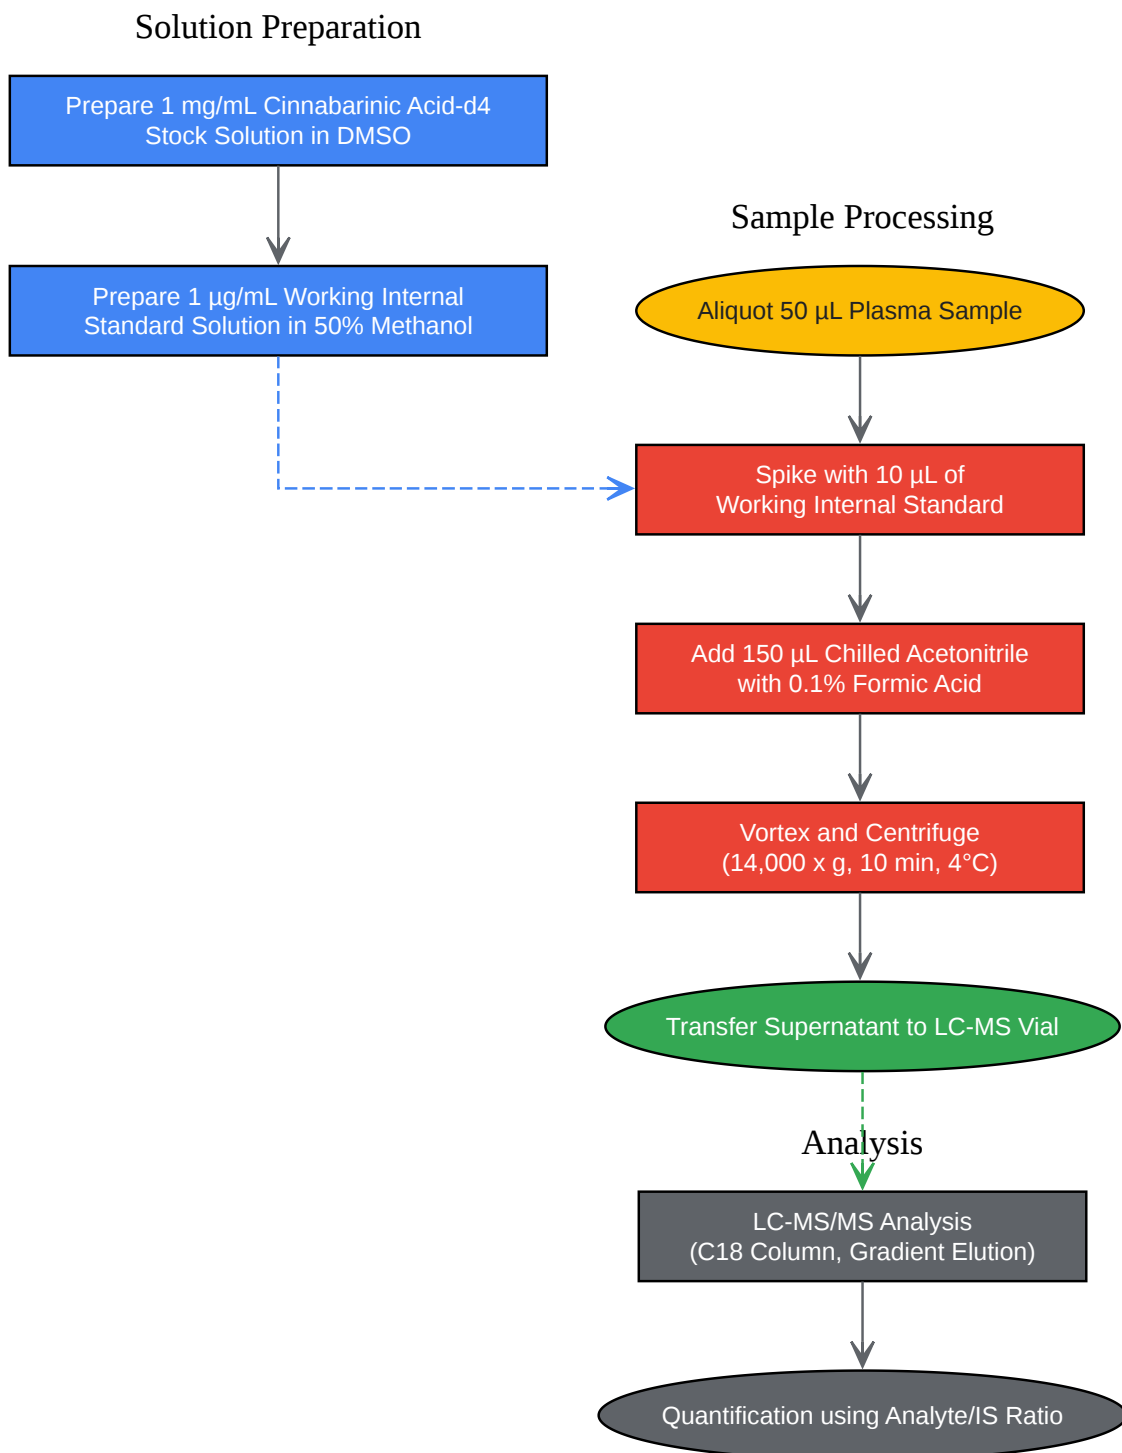 Solution Preparation
Prepare 1 mg/mL Cinnabarinic Acid-d4
Stock Solution in DMSO
Prepare 1 µg/mL Working Internal
Standard Solution in 50% Methanol
Sample Processing
Aliquot 50 µL Plasma Sample
Spike with 10 µL of
Working Internal Standard
Add 150 µL Chilled Acetonitrile
with 0.1% Formic Acid
Vortex and Centrifuge
(14,000 x g, 10 min, 4°C)
Transfer Supernatant to LC-MS Vial
Analysis
LC-MS/MS Analysis
(C18 Column, Gradient Elution)
Quantification using Analyte/IS Ratio